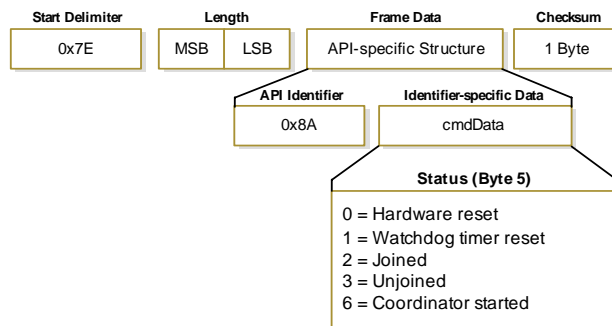 Start Delimiter Length Frame Data Checksum
0x7E MSB LSB API-specific Structure 1 Byte
API Identifier Identifier-specific Data
0x8A cmdData
Status (Byte 5)
0 = Hardware reset
1 = Watchdog timer reset
2 = Joined
3 = Unjoined
6 = Coordinator started